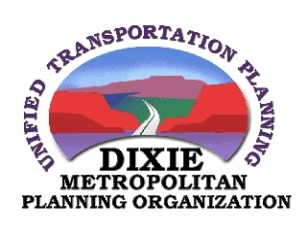 UNIFIED TRANSPORTATION PLANNING
DIXIE
METROPOLITAN
PLANNING ORGANIZATION